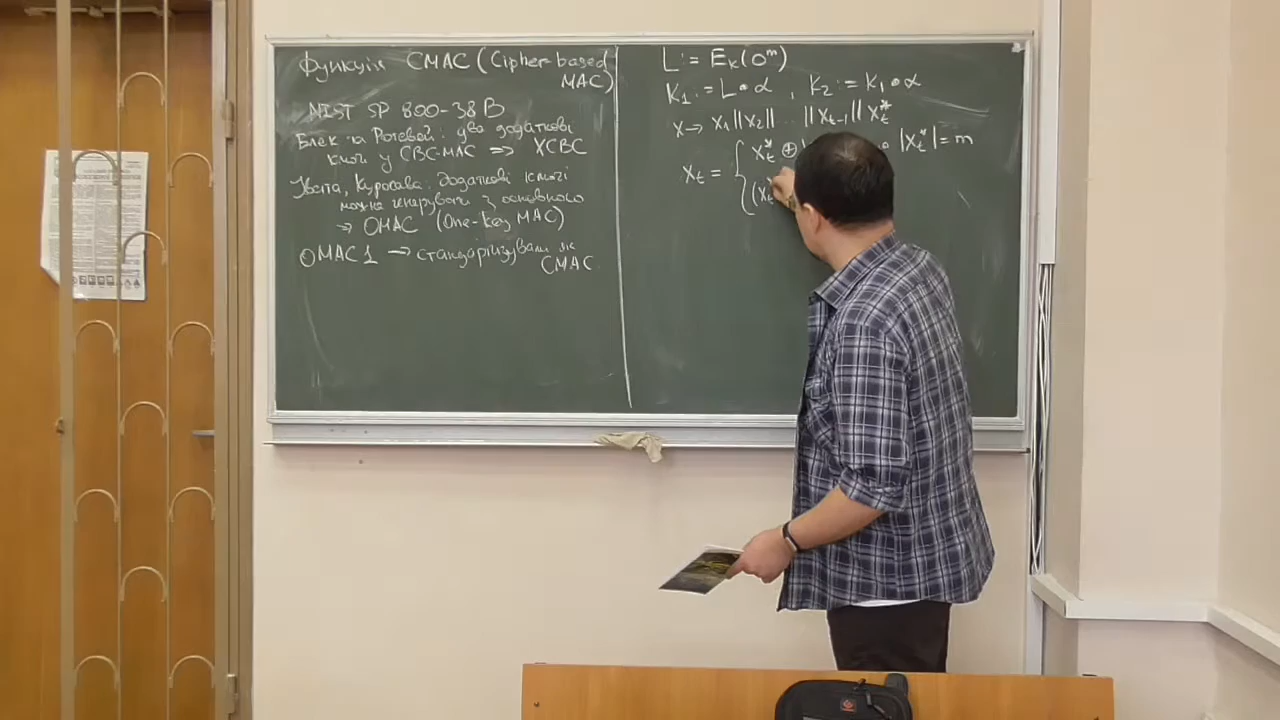 Функція CMAC (Cipher-based
MAC)
NIST SP 800-38B
Блек та Рогевей: два додаткові
ключі у CBC-MAC ⇒ XCBC
Івата, Куросава: додаткові ключі
можна генерувати з основного
⇒ OMAC (One-key MAC)
OMAC1 → стандартизували як
CMAC
L := E_k(0^m)
K_1 := L • α , K_2 := K_1 • α
X → X_1 || X_2 || ... || X_{t-1} || X_t^*
X_t = { X_t^* ⊕ |X_t^*| = m
(X_t